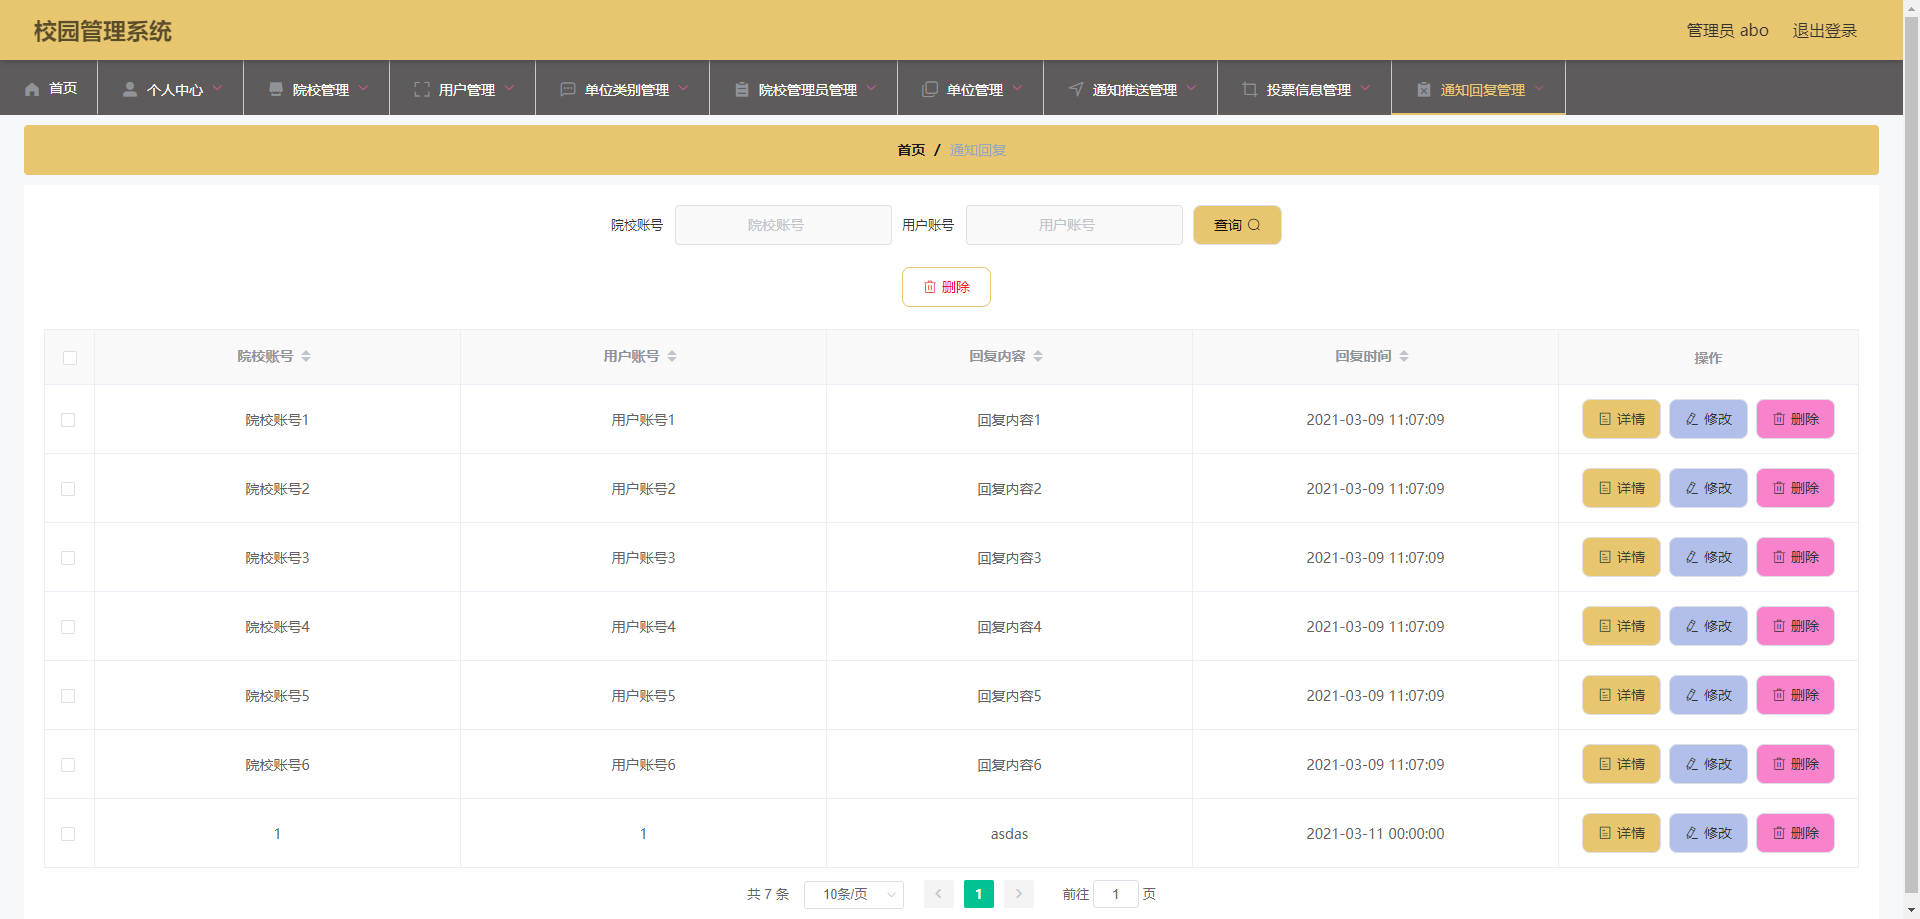 校园管理系统 管理员 abo 退出登录
首页 个人中心 院校管理 用户管理 单位类别管理 院校管理员管理 单位管理 通知推送管理 投票信息管理 通知回复管理
首页 / 通知回复
院校账号 院校账号 用户账号 用户账号 查询
删除
院校账号 用户账号 回复内容 回复时间 操作
院校账号1 用户账号1 回复内容1 2021-03-09 11:07:09 详情 修改 删除
院校账号2 用户账号2 回复内容2 2021-03-09 11:07:09 详情 修改 删除
院校账号3 用户账号3 回复内容3 2021-03-09 11:07:09 详情 修改 删除
院校账号4 用户账号4 回复内容4 2021-03-09 11:07:09 详情 修改 删除
院校账号5 用户账号5 回复内容5 2021-03-09 11:07:09 详情 修改 删除
院校账号6 用户账号6 回复内容6 2021-03-09 11:07:09 详情 修改 删除
1 1 asdas 2021-03-11 00:00:00 详情 修改 删除
共 7 条 10条/页 1 前往 1 页